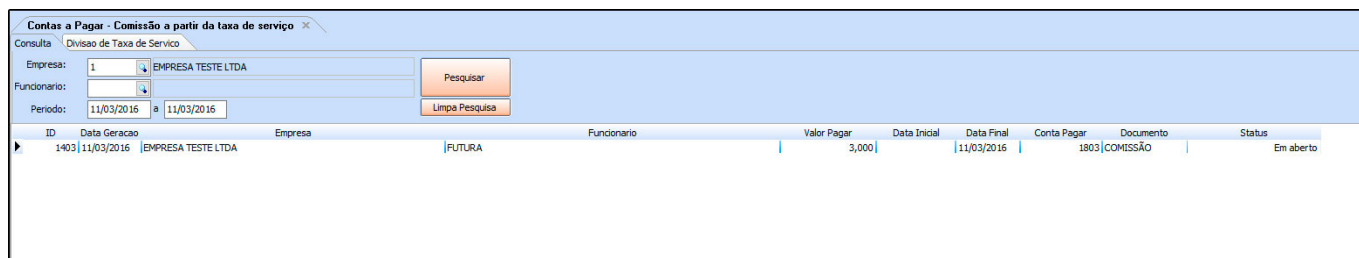 Contas a Pagar - Comissão a partir da taxa de serviço
Consulta Divisao de Taxa de Servico
Empresa: 1 EMPRESA TESTE LTDA
Pesquisar
Funcionario:
Periodo: 11/03/2016 a 11/03/2016 Limpa Pesquisa
ID Data Geracao Empresa Funcionario Valor Pagar Data Inicial Data Final Conta Pagar Documento Status
1403 11/03/2016 EMPRESA TESTE LTDA FUTURA 3,000 11/03/2016 1803 COMISSÃO Em aberto